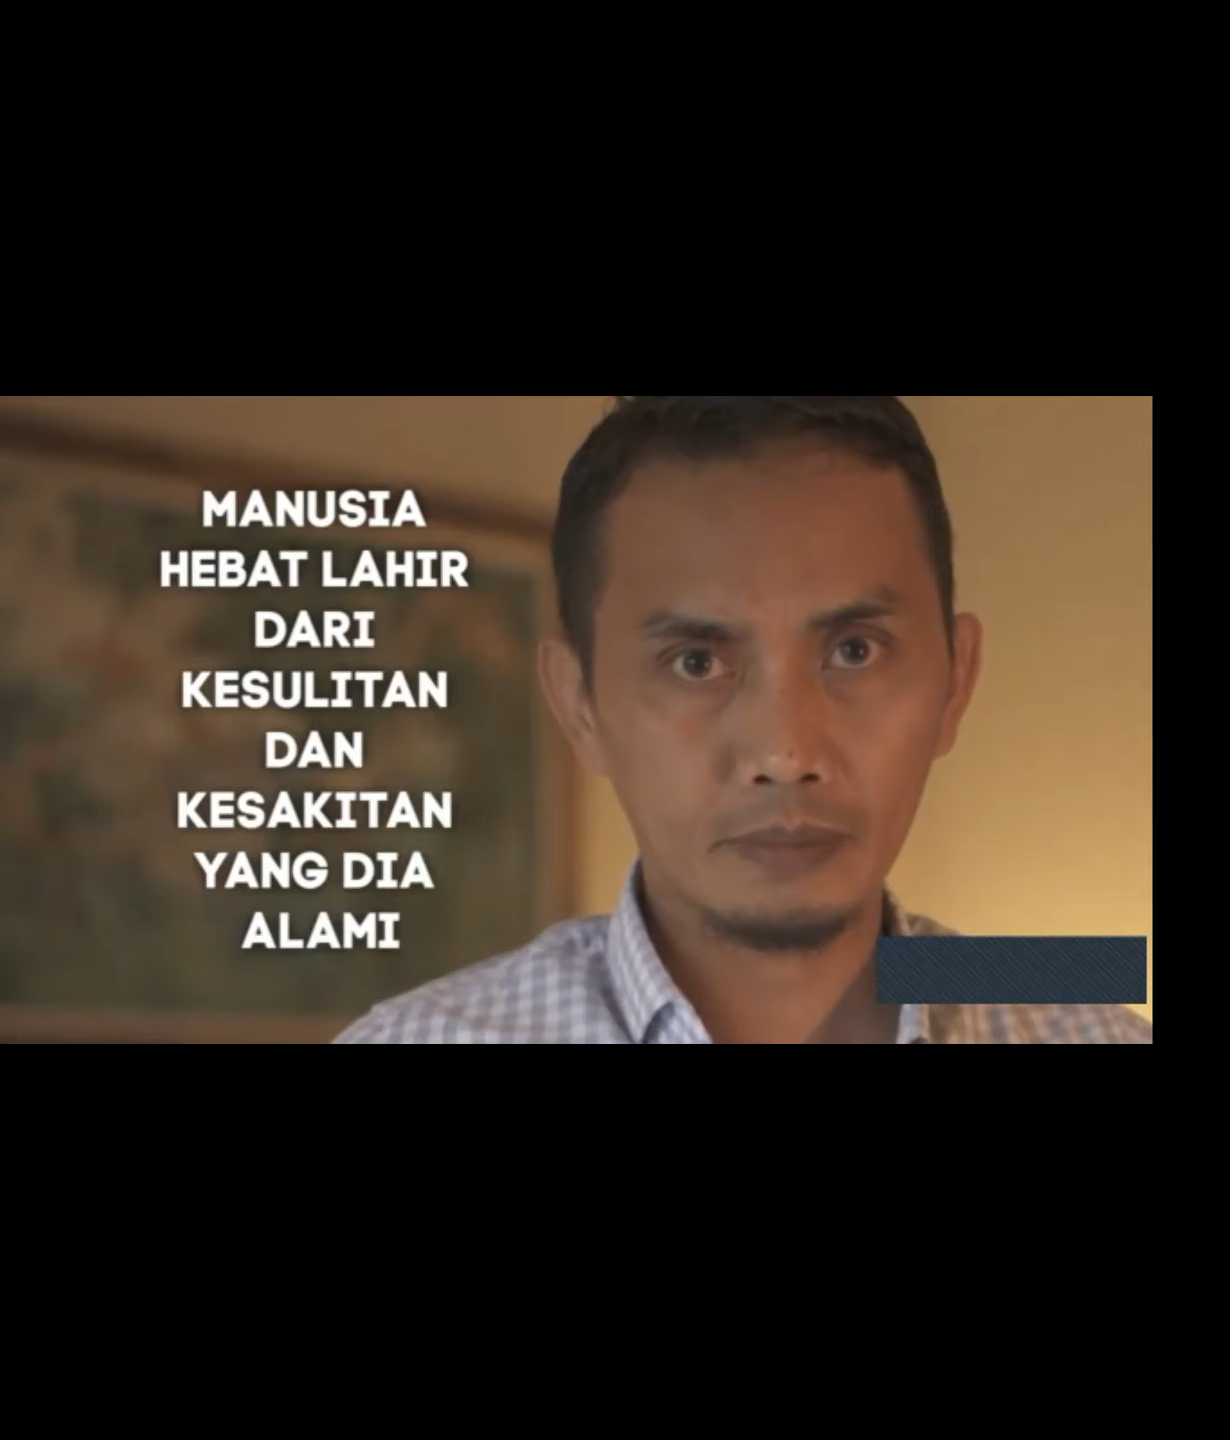 MANUSIA
HEBAT LAHIR
DARI
KESULITAN
DAN
KESAKITAN
YANG DIA
ALAMI